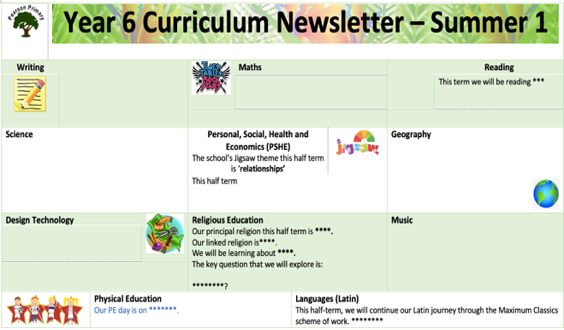 Pearson Primary
Year 6 Curriculum Newsletter – Summer 1
Writing
Maths
Reading
This term we will be reading ***
Science
Personal, Social, Health and
Economics (PSHE)
The school's Jigsaw theme this half term
is 'relationships'
This half term
jigsaw
Geography
Design Technology
Religious Education
Our principal religion this half term is ****.
Our linked religion is****.
We will be learning about ****.
The key question that we will explore is:
********?
Music
Physical Education
Our PE day is on *******.
Languages (Latin)
This half-term, we will continue our Latin journey through the Maximum Classics
scheme of work. ********